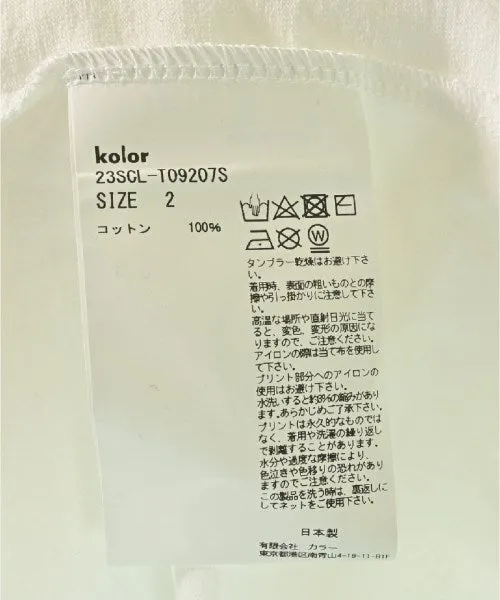 kolor
23SCL-T09207S
SIZE 2
コットン 100%
タンブラー乾燥はお避け下さ
い。
着用時、表面の粗いものとの摩
擦や引っ掛かりに注意して下さ
い。
高温な場所や直射日光に当て
ると、変色、変形の原因にな
りますので、ご注意ください。
アイロンの際は当て布を使用し
て下さい。
プリント部分へのアイロンの
使用はお避け下さい。
水洗いすると約8%の縮みがあり
ます。あらかじめご了承下さい。
プリントは永久的なものでは
なく、着用や洗濯の繰り返し
で剥離することがあります。
水分や過度な摩擦により、
色泣きや色移りの恐れがあり
ますのでご注意ください。
この製品を洗う時は、裏返しに
してネットをご使用下さい。
日本製
有限会社 カラー
東京都港区南青山4-19-11-B1F